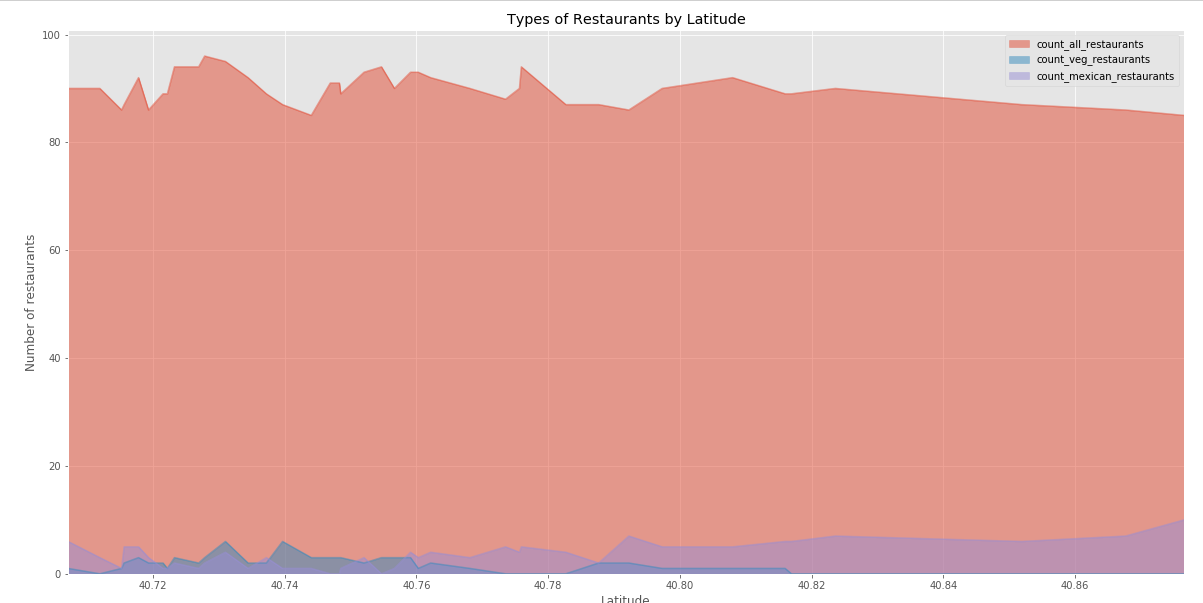 Types of Restaurants by Latitude
100
80
60
40
20
0
Number of restaurants
count_all_restaurants
count_veg_restaurants
count_mexican_restaurants
40.72 40.74 40.76 40.78 40.80 40.82 40.84 40.86
Latitude